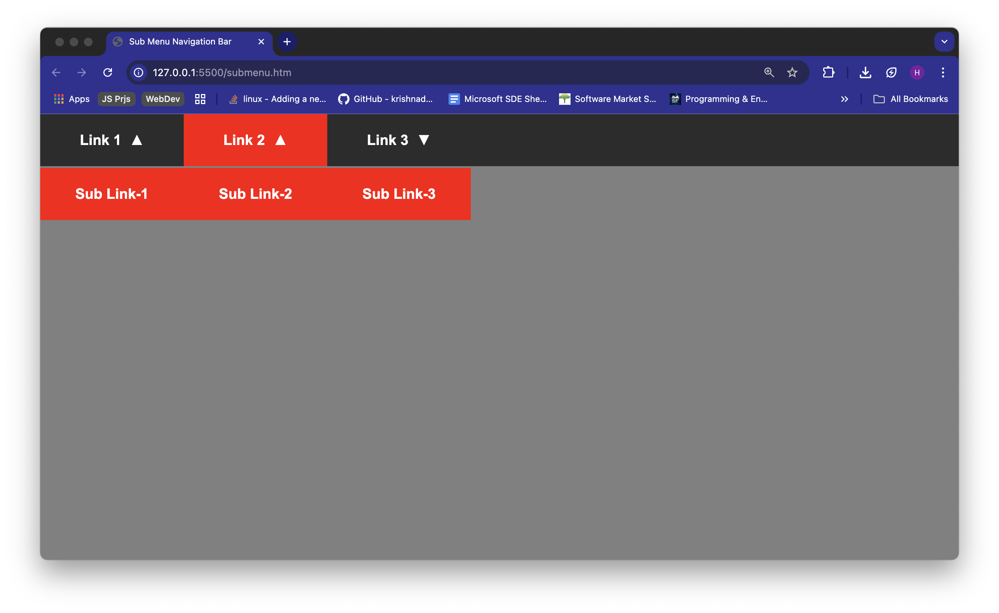 Sub Menu Navigation Bar
127.0.0.1:5500/submenu.htm
H
Apps JS Prjs WebDev linux - Adding a ne... GitHub - krishnad... Microsoft SDE She... Software Market S... SF Programming & En... All Bookmarks
Link 1 ▲ Link 2 ▲ Link 3 ▼
Sub Link-1 Sub Link-2 Sub Link-3